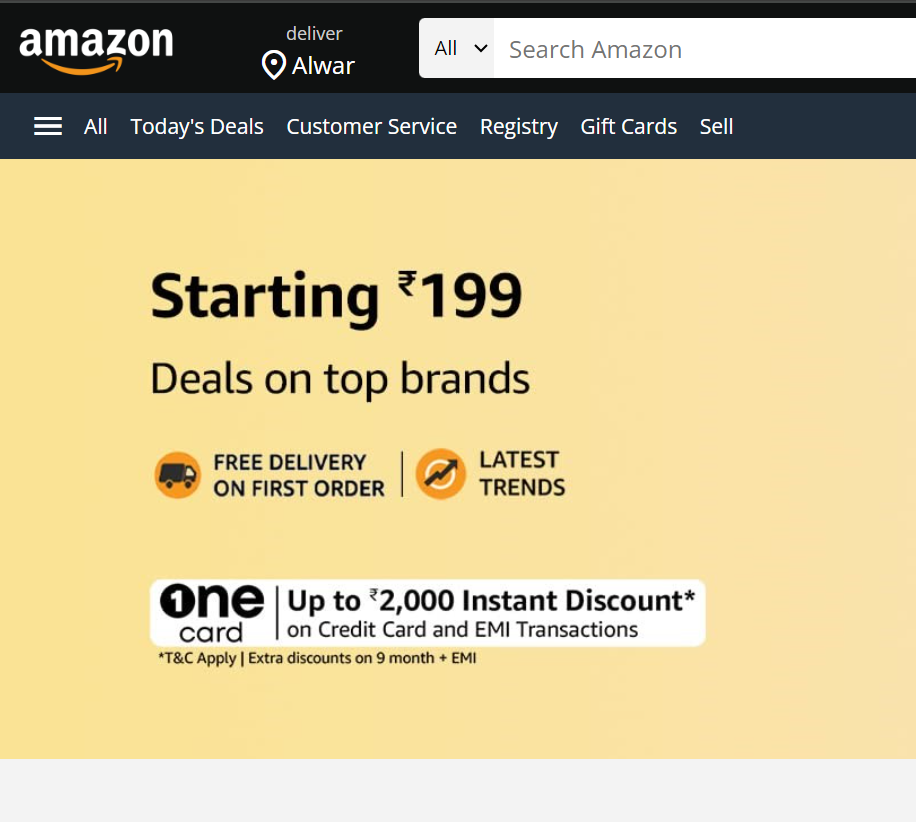 amazon
deliver
Alwar
All
Search Amazon
All Today's Deals Customer Service Registry Gift Cards Sell
Starting ₹199
Deals on top brands
FREE DELIVERY
ON FIRST ORDER
LATEST
TRENDS
One
card
Up to ₹2,000 Instant Discount*
on Credit Card and EMI Transactions
*T&C Apply | Extra discounts on 9 month + EMI